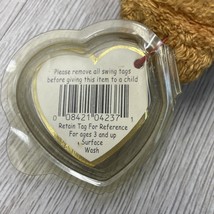 Please remove all swing tags
before giving this item to a child
0 08421 04237 1
Retain Tag For Reference
For ages 3 and up
Surface
Wash